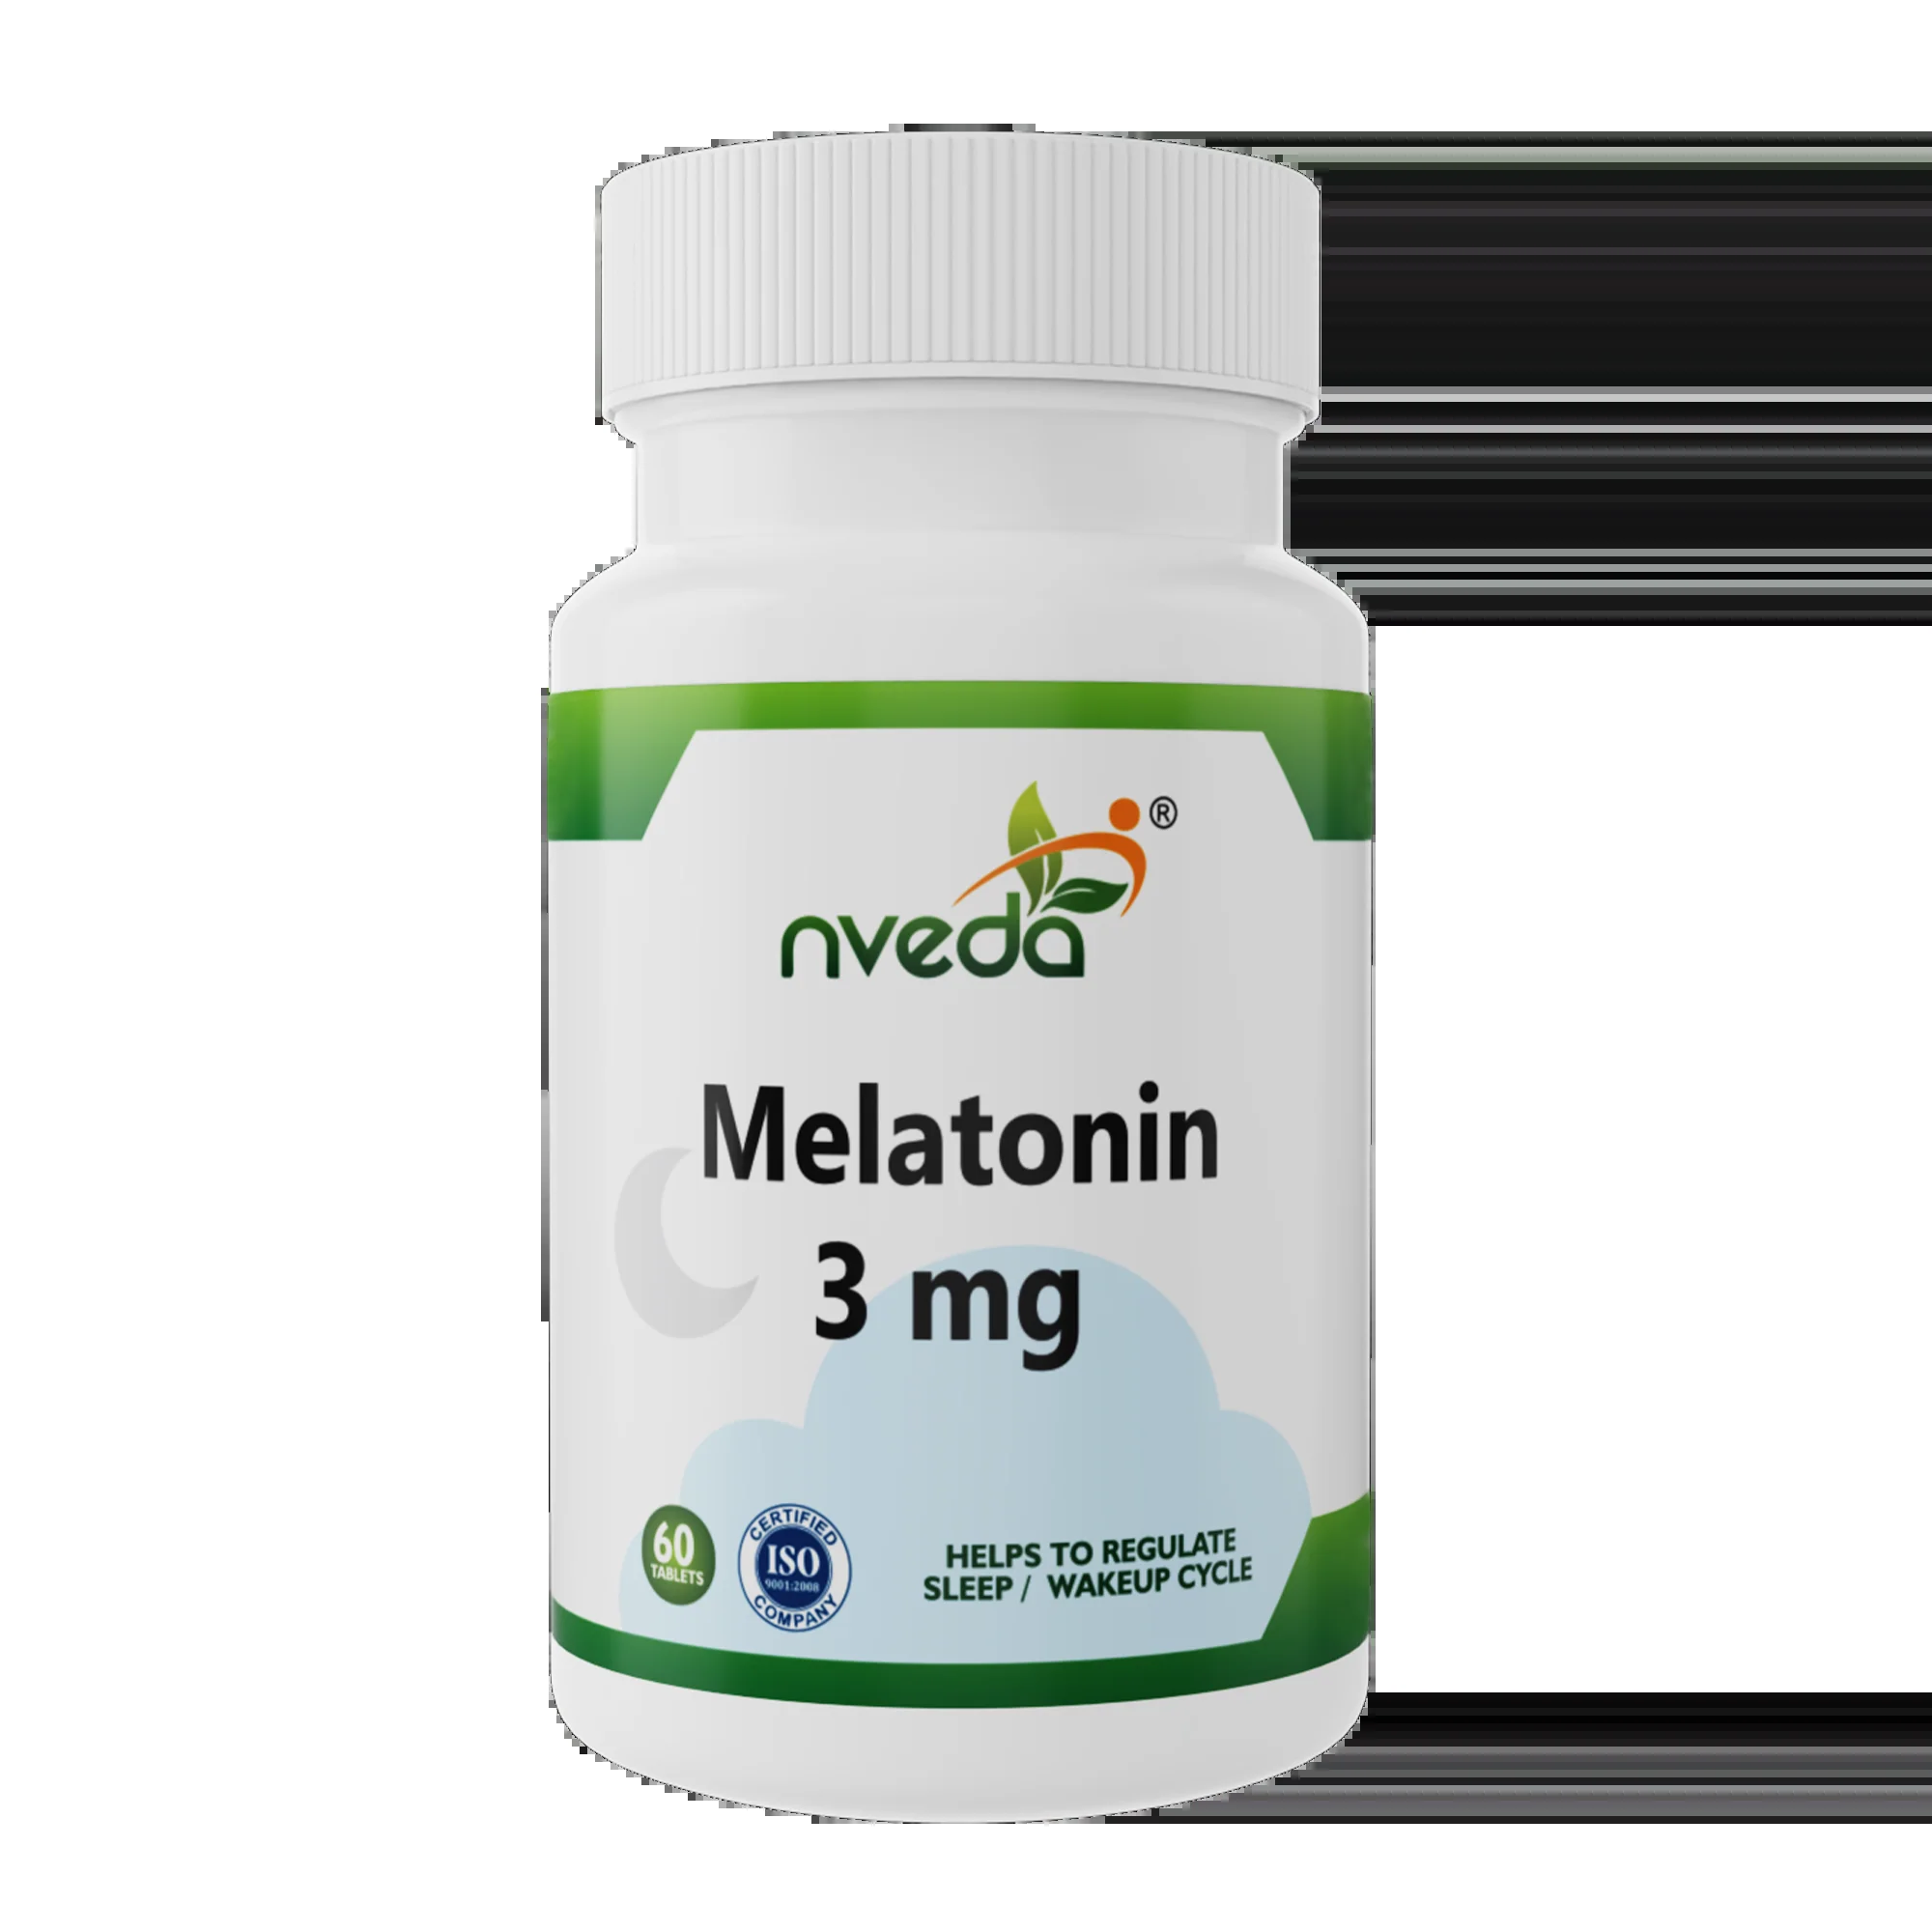 nveda®
Melatonin
3 mg
60
TABLETS
CERTIFIED
ISO
9001:2008
COMPANY
HELPS TO REGULATE
SLEEP / WAKEUP CYCLE